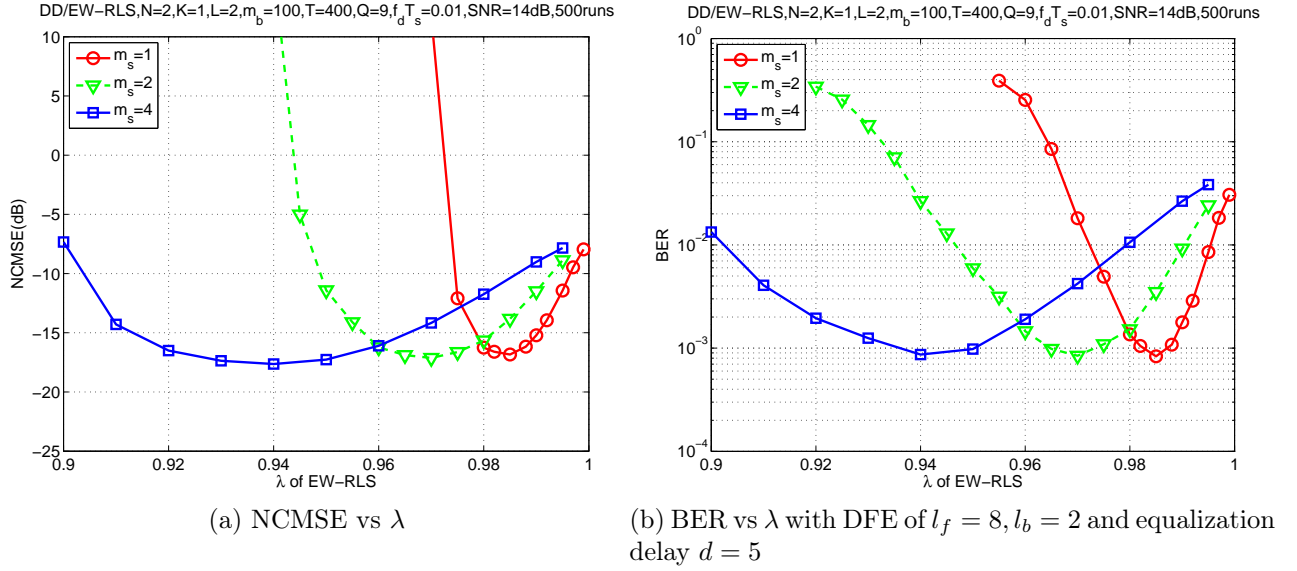 DD/EW−RLS,N=2,K=1,L=2,m_b=100,T=400,Q=9,f_dT_s=0.01,SNR=14dB,500runs
10
5
0
−5
−10
−15
−20
−25
NCMSE(dB)
m_s=1
m_s=2
m_s=4
0.9 0.92 0.94 0.96 0.98 1
λ of EW−RLS
(a) NCMSE vs λ
DD/EW−RLS,N=2,K=1,L=2,m_b=100,T=400,Q=9,f_dT_s=0.01,SNR=14dB,500runs
10^0
10^−1
10^−2
10^−3
10^−4
BER
m_s=1
m_s=2
m_s=4
0.9 0.92 0.94 0.96 0.98 1
λ of EW−RLS
(b) BER vs λ with DFE of l_f = 8, l_b = 2 and equalization
delay d = 5